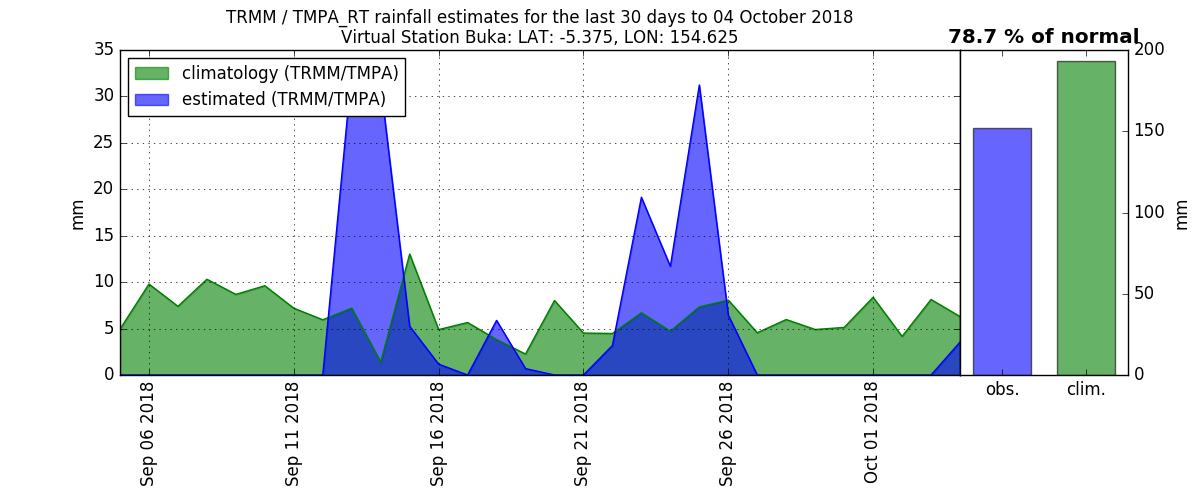 TRMM / TMPA_RT rainfall estimates for the last 30 days to 04 October 2018
Virtual Station Buka: LAT: -5.375, LON: 154.625
78.7 % of normal
climatology (TRMM/TMPA)
estimated (TRMM/TMPA)
35
30
25
20
15
10
5
0
mm
Sep 06 2018
Sep 11 2018
Sep 16 2018
Sep 21 2018
Sep 26 2018
Oct 01 2018
obs.
clim.
200
150
100
50
0
mm